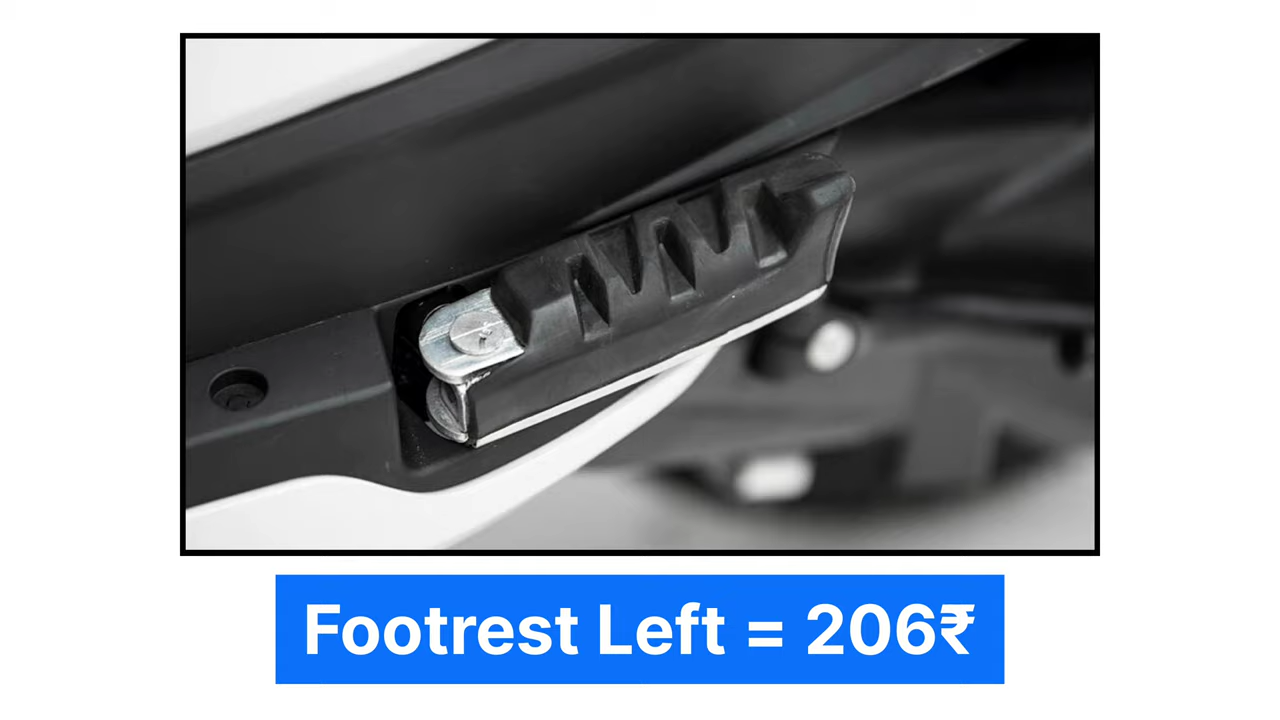 Footrest Left = 206₹